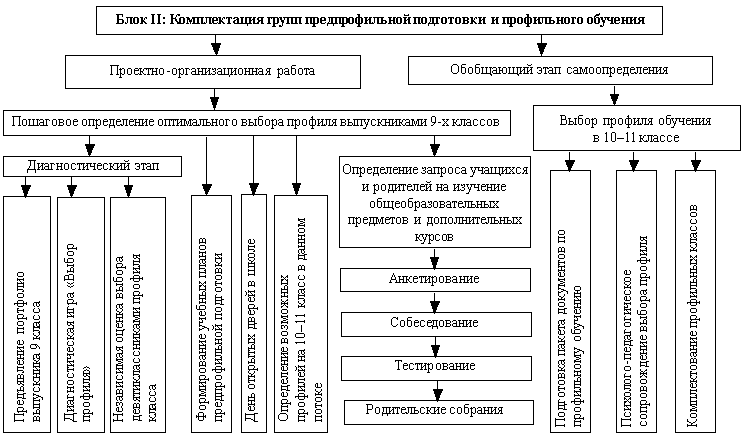 Блок II: Комплектация групп предпрофильной подготовки и профильного обучения
Проектно-организационная работа
Обобщающий этап самоопределения
Пошаговое определение оптимального выбора профиля выпускниками 9-х классов
Выбор профиля обучения
в 10–11 классе
Диагностический этап
Предъявление портфолио
выпускника 9 класса
Диагностическая игра «Выбор
профиля»
Независимая оценка выбора
девятиклассниками профиля
класса
Формирование учебных планов
предпрофильной подготовки
День открытых дверей в школе
Определение возможных
профилей на 10–11 класс в данном
потоке
Определение запроса учащихся
и родителей на изучение
общеобразовательных
предметов и дополнительных
курсов
Анкетирование
Собеседование
Тестирование
Родительские собрания
Подготовка пакета документов по
профильному обучению
Психолого-педагогическое
сопровождение выбора профиля
Комплектование профильных классов